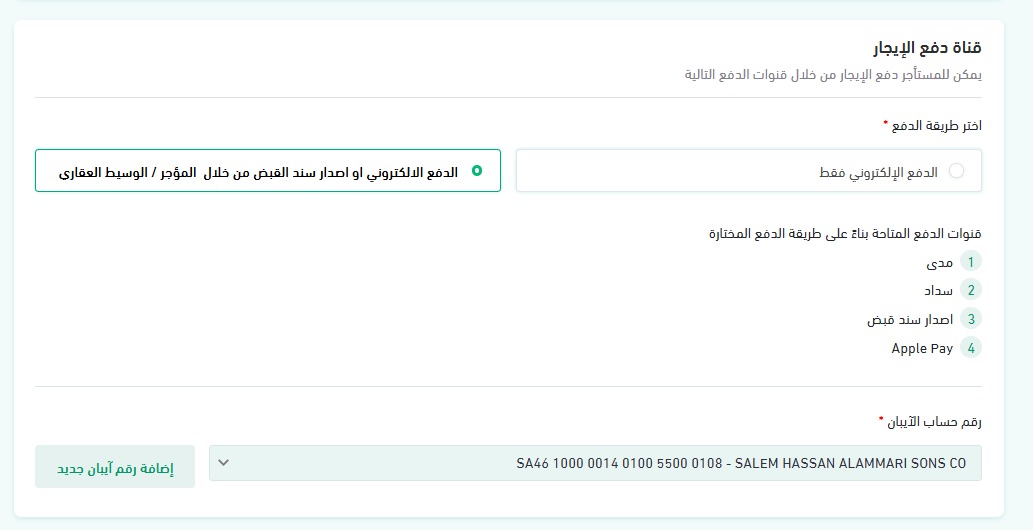 قناة دفع الإيجار
يمكن للمستأجر دفع الإيجار من خلال قنوات الدفع التالية
اختر طريقة الدفع *
الدفع الإلكتروني فقط
الدفع الالكتروني او اصدار سند القبض من خلال المؤجر / الوسيط العقاري
قنوات الدفع المتاحة بناءً على طريقة الدفع المختارة
1 مدى
2 سداد
3 اصدار سند قبض
4 Apple Pay
رقم حساب الآيبان *
SA46 1000 0014 0100 5500 0108 - SALEM HASSAN ALAMMARI SONS CO
إضافة رقم آيبان جديد